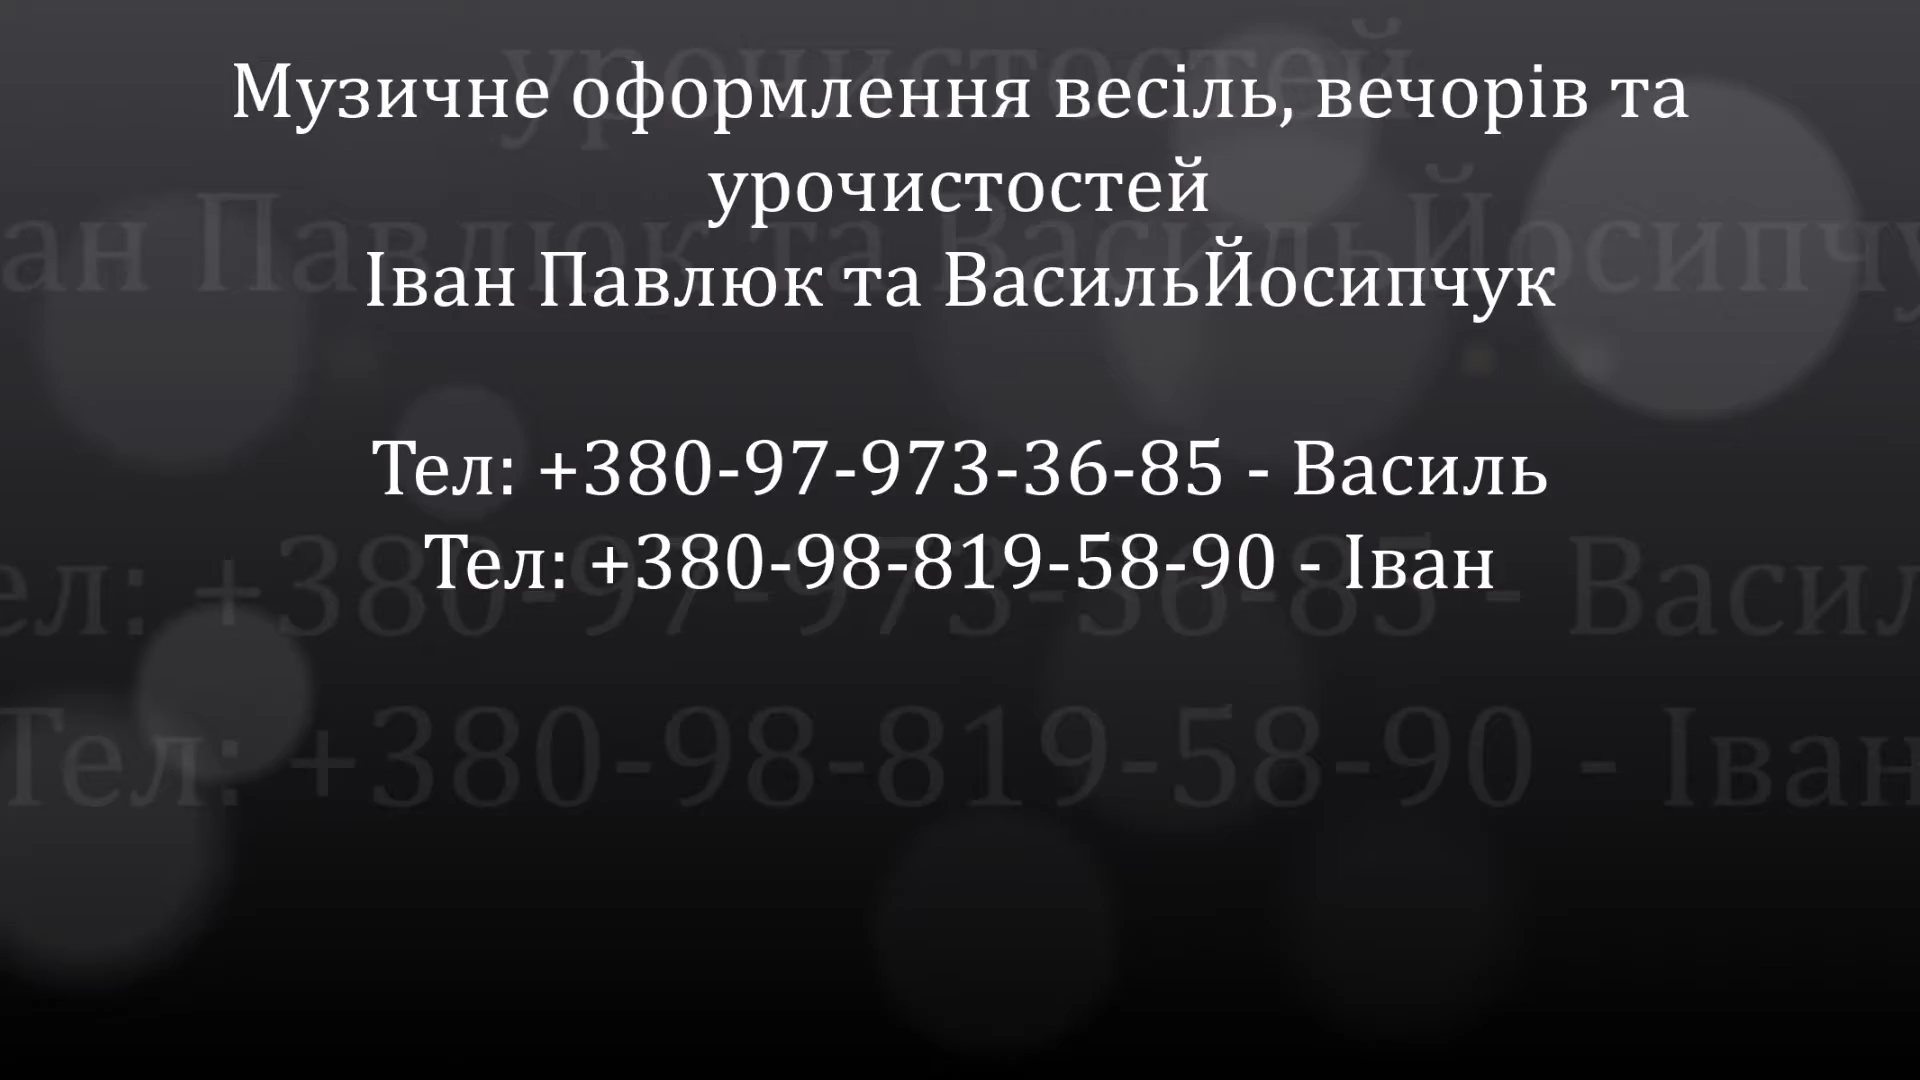 Музичне оформлення весіль, вечорів та
урочистостей
Іван Павлюк та ВасильЙосипчук
Тел: +380-97-973-36-85 - Василь
Тел: +380-98-819-58-90 - Іван